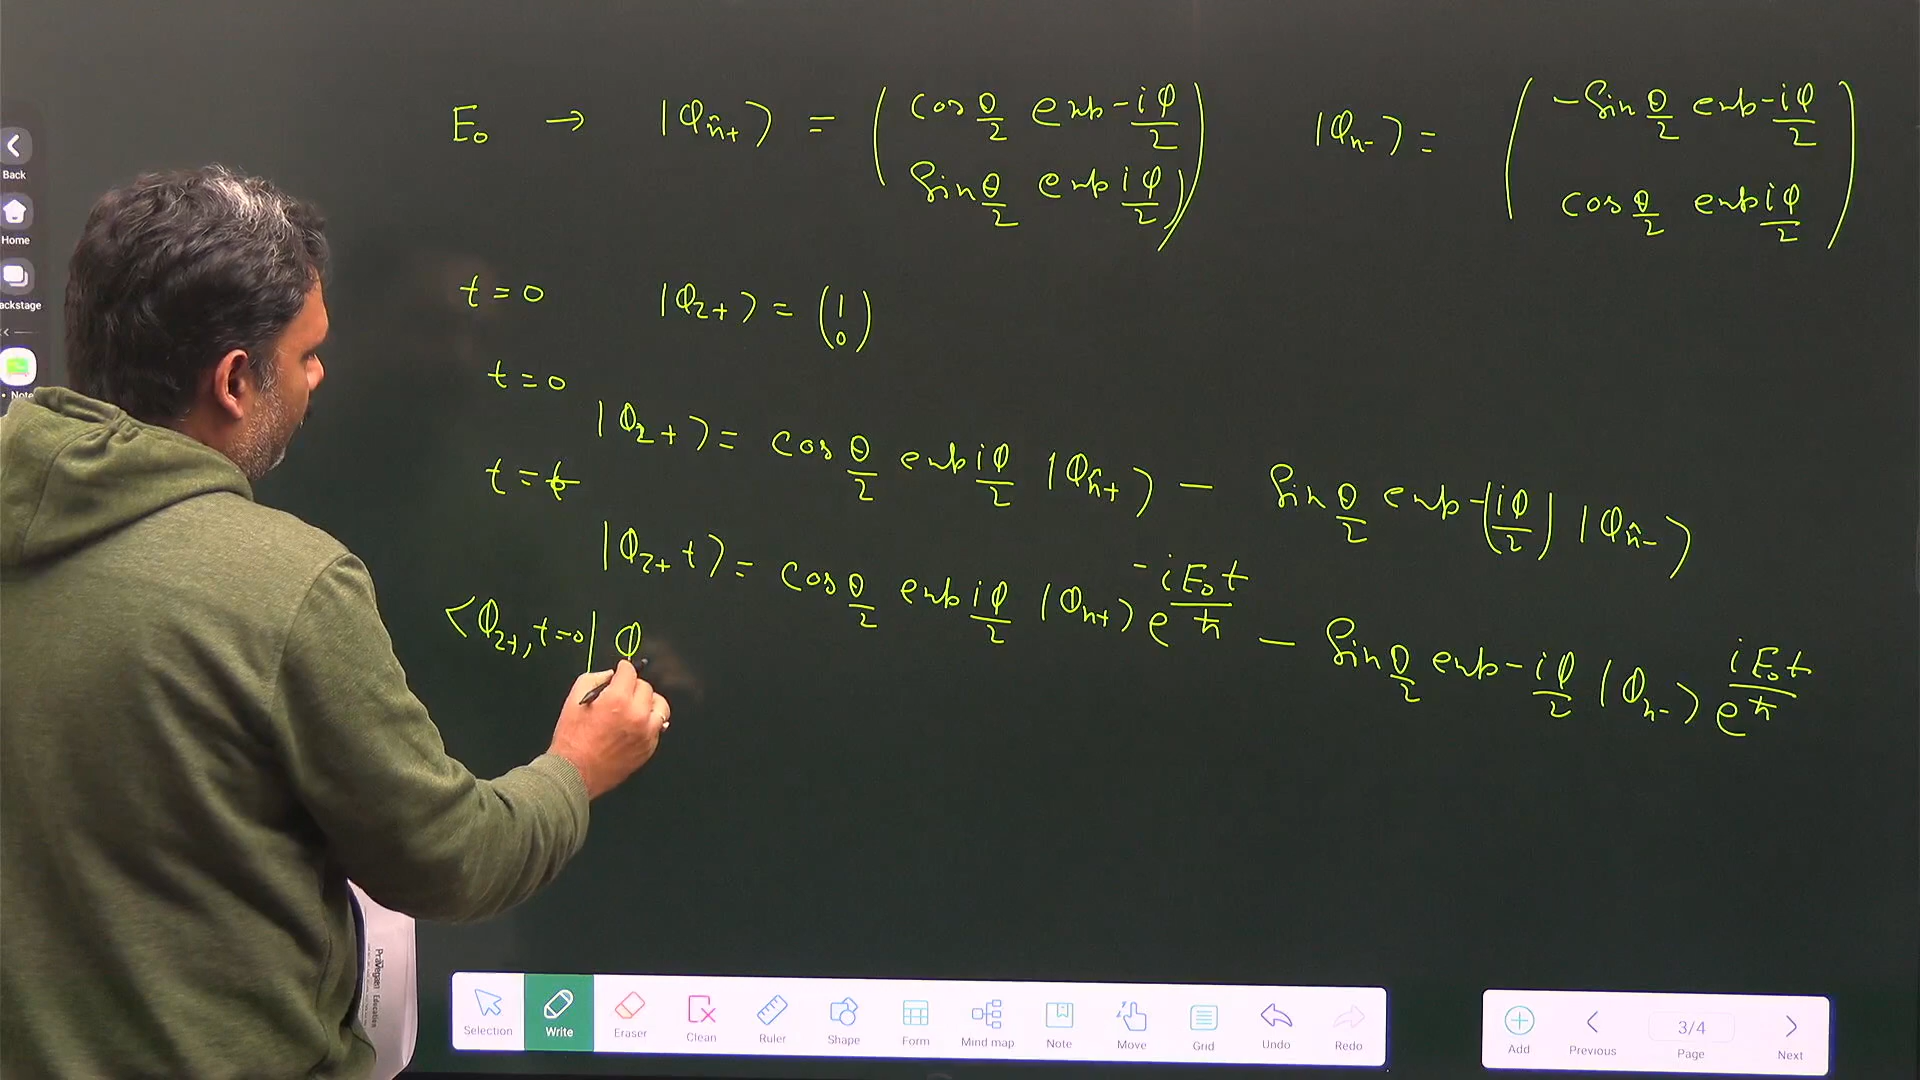 E₀ → |φn̂+⟩ = (cos θ/2 exp -iφ/2 sin θ/2 exp iφ/2) |φn-⟩ = (-sin θ/2 exp -iφ/2 cos θ/2 exp iφ/2)
t = 0 |φz+⟩ = (1 0)
t = 0
|φz+⟩ = cos θ/2 exp iφ/2 |φn̂+⟩ - sin θ/2 exp -(iφ/2) |φn̂-⟩
t = t
|φz+ t⟩ = cos θ/2 exp iφ/2 |φn+⟩ e^-iE₀t/ħ - sin θ/2 exp -iφ/2 |φn-⟩ e^iE₀t/ħ
⟨φz+, t=0| φ
Back
Home
ackstage
Note
PraVegaa Education
Selection Write Eraser Clean Ruler Shape Form Mind map Note Move Grid Undo Redo
Add Previous 3/4 Page Next